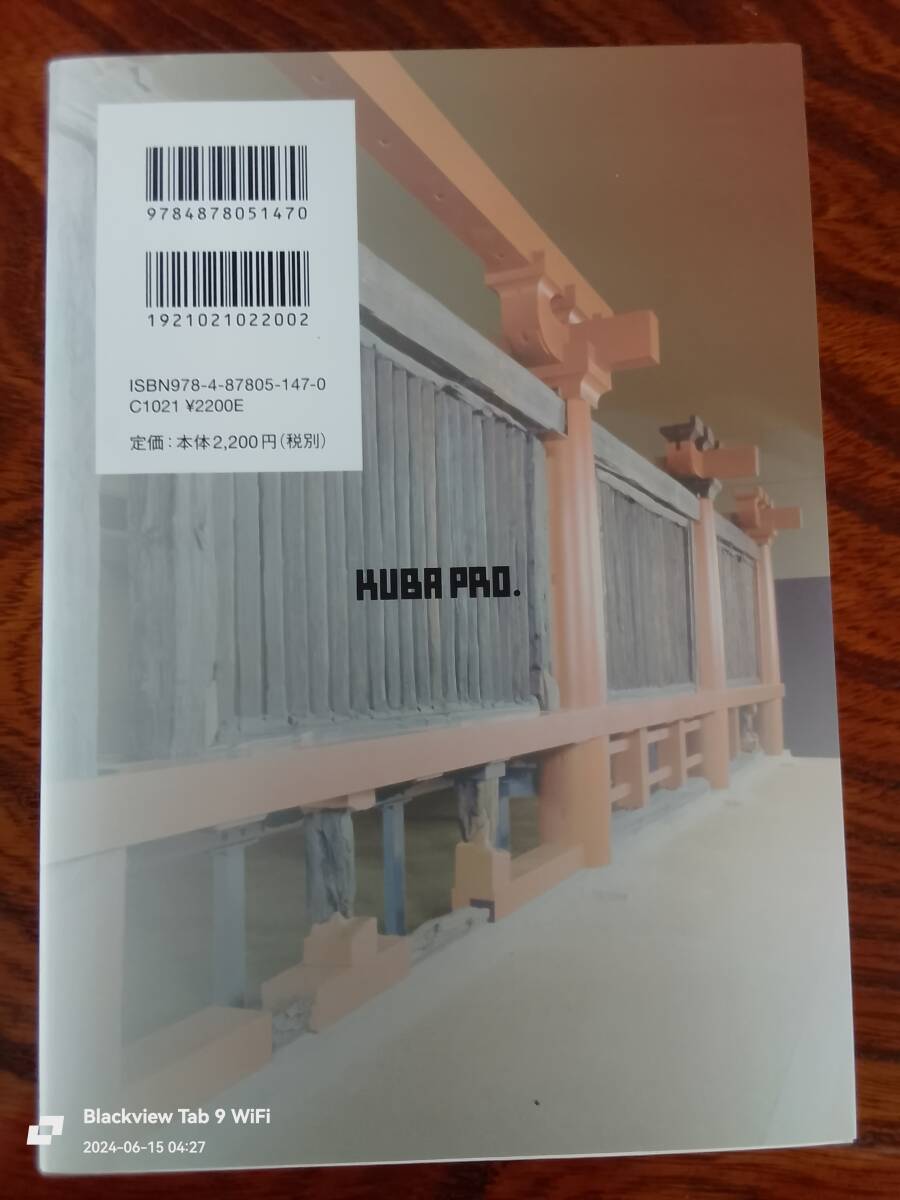 9784878051470
1921021022002
ISBN978-4-87805-147-0
C1021 ¥2200E
定価：本体2,200円（税別）
KUBA PRO.
Blackview Tab 9 WiFi
2024-06-15 04:27